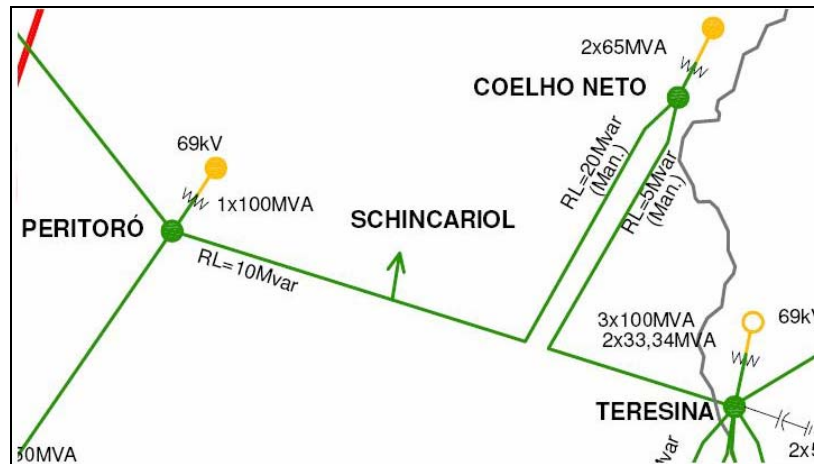 2x65MVA
COELHO NETO
69kV
1x100MVA
PERITORÓ
RL=10Mvar
SCHINCARIOL
RL=20Mvar
(Man.)
RL=5Mvar
(Man.)
3x100MVA
2x33,34MVA
69kV
TERESINA